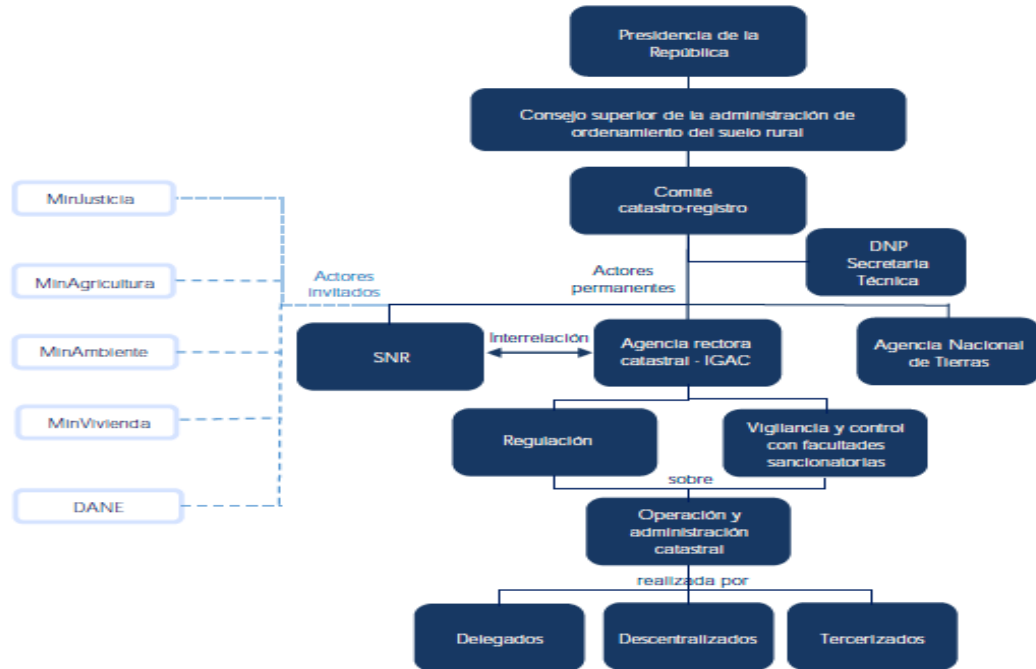 Presidencia de la
República
Consejo superior de la administración de
ordenamiento del suelo rural
Comité
catastro-registro
DNP
Secretaria
Técnica
MinJusticia
MinAgricultura
MinAmbiente
MinVivienda
DANE
Actores
invitados
Actores
permanentes
SNR
Interrelación
Agencia rectora
catastral - IGAC
Agencia Nacional
de Tierras
Regulación
Vigilancia y control
con facultades
sancionatorias
sobre
Operación y
administración
catastral
realizada por
Delegados
Descentralizados
Tercerizados